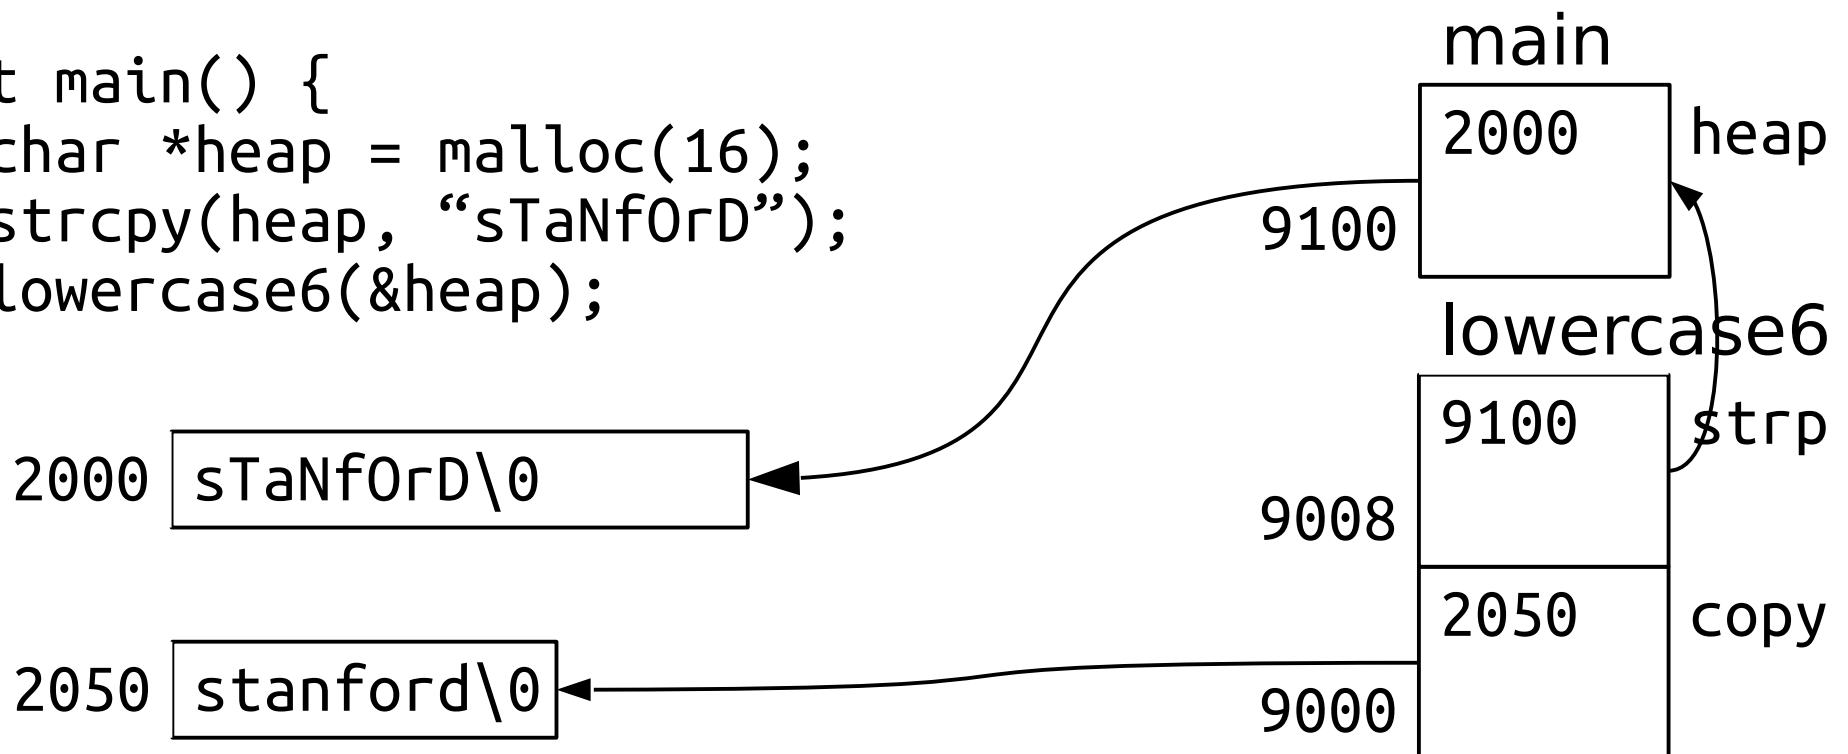 t main() {
char *heap = malloc(16);
strcpy(heap, “sTaNfOrD”);
lowercase6(&heap);
main
2000 heap
9100
lowercase6
9100 strp
9008
2050 copy
9000
2000 sTaNfOrD\0
2050 stanford\0